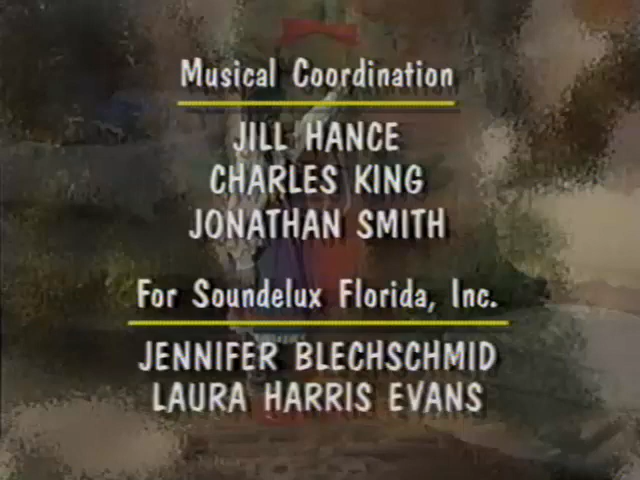 Musical Coordination
JILL HANCE
CHARLES KING
JONATHAN SMITH
For Soundelux Florida, Inc.
JENNIFER BLECHSCHMID
LAURA HARRIS EVANS